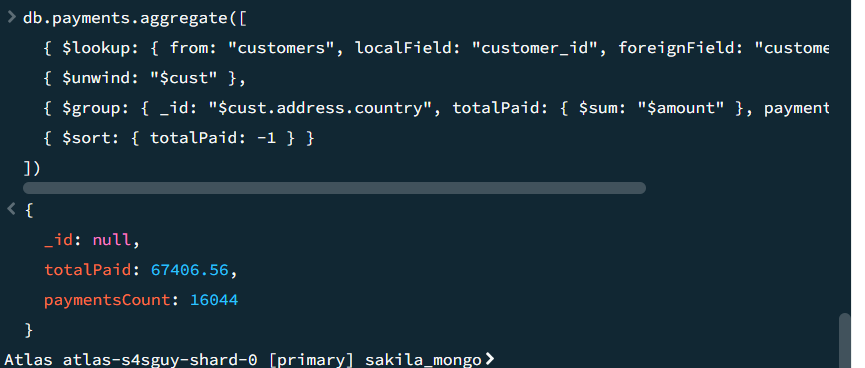 db.payments.aggregate([
{ $lookup: { from: "customers", localField: "customer_id", foreignField: "custome
{ $unwind: "$cust" },
{ $group: { _id: "$cust.address.country", totalPaid: { $sum: "$amount" }, payment
{ $sort: { totalPaid: -1 } }
])
{
_id: null,
totalPaid: 67406.56,
paymentsCount: 16044
}
Atlas atlas-s4sguy-shard-0 [primary] sakila_mongo>